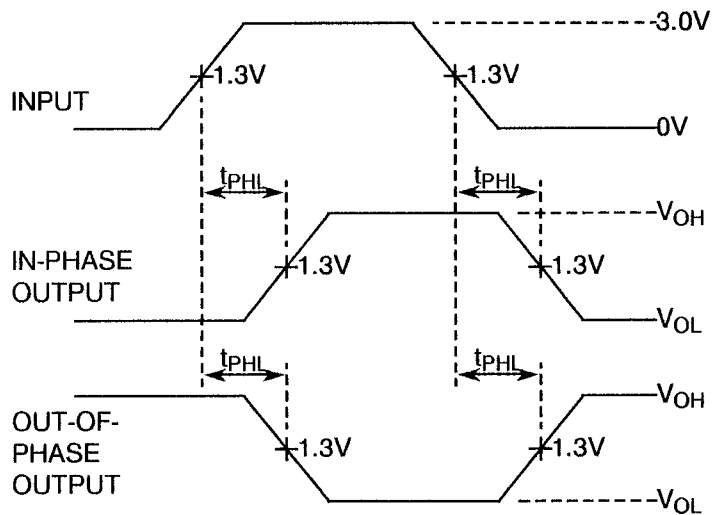 3.0V
1.3V
1.3V
INPUT
0V
tPHL
tPHL
VOH
IN-PHASE
OUTPUT
1.3V
1.3V
VOL
tPHL
tPHL
VOH
OUT-OF-
PHASE
OUTPUT
1.3V
1.3V
VOL